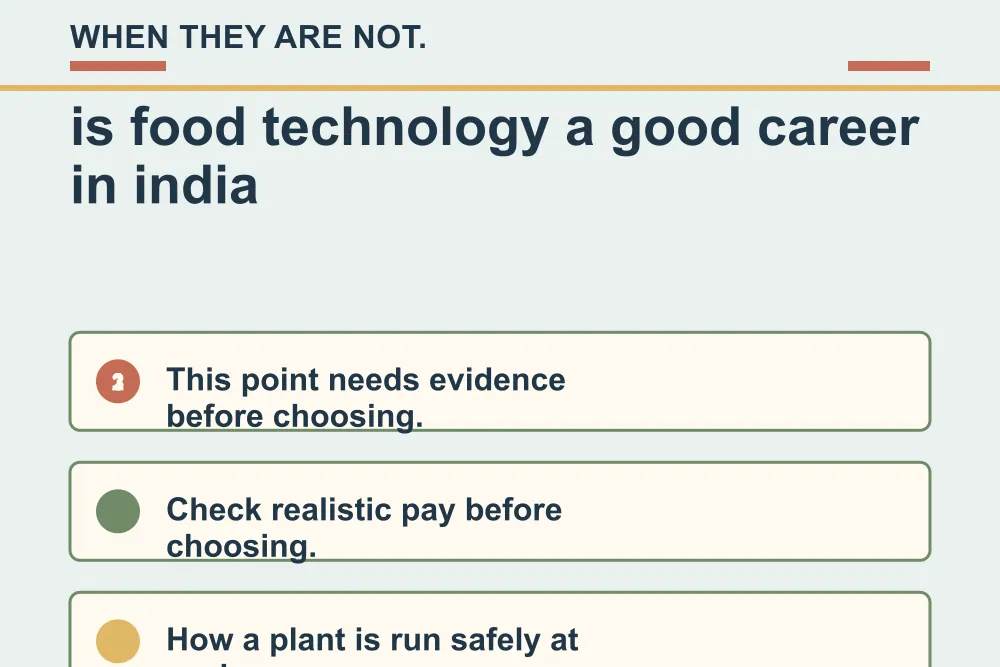 WHEN THEY ARE NOT.
is food technology a good career
in india
This point needs evidence
before choosing.
Check realistic pay before
choosing.
How a plant is run safely at